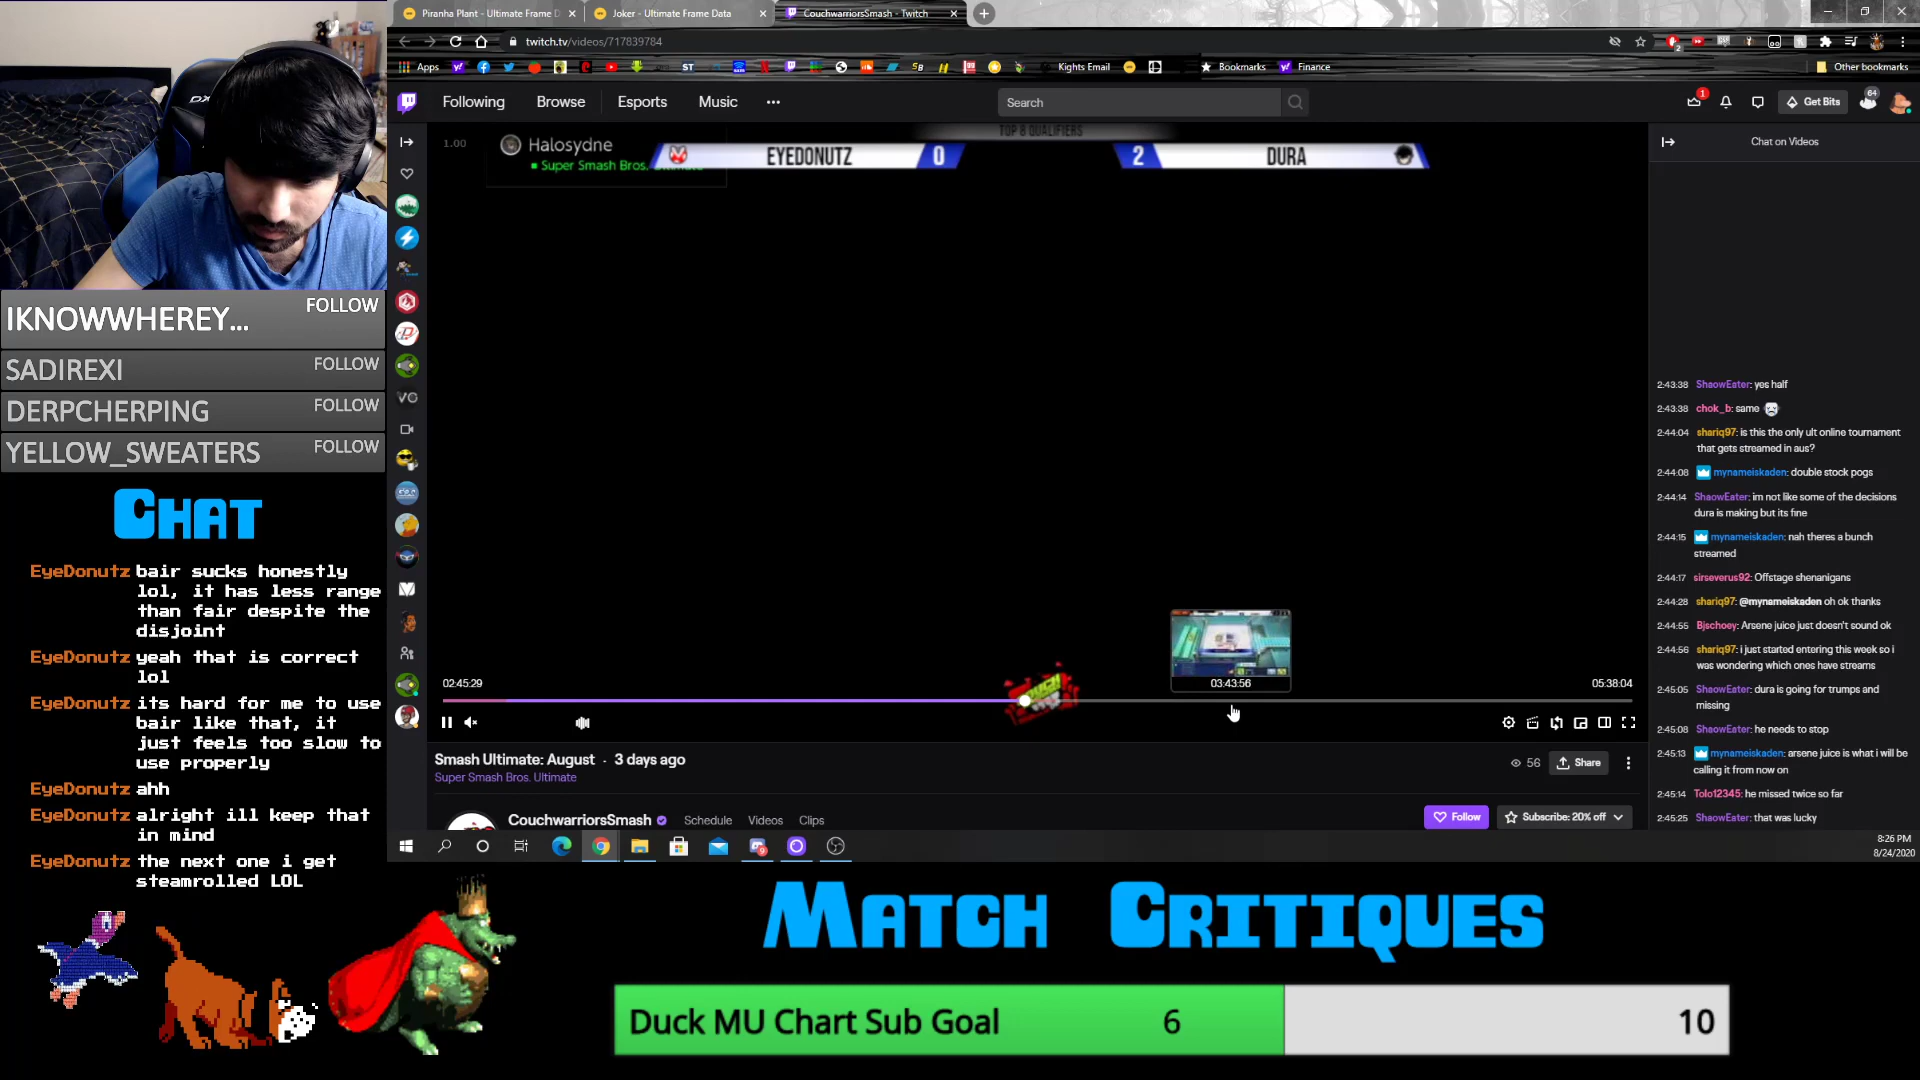 Piranha Plant - Ultimate Frame D
Joker - Ultimate Frame Data
CouchwarriorsSmash - Twitch
twitch.tv/videos/717839784
Apps
ST
Kights Email
Bookmarks
Finance
Other bookmarks
Following
Browse
Esports
Music
Search
1
64
Get Bits
DX
1.00
Halosydne
Super Smash Bros.
TOP 8 QUALIFIERS
EYEDONUTZ 0
2 DURA
Chat on Videos
IKNOWWHEREY... FOLLOW
SADIREXI FOLLOW
DERPCHERPING FOLLOW
YELLOW_SWEATERS FOLLOW
CHAT
EyeDonutz bair sucks honestly
lol, it has less range
than fair despite the
disjoint
EyeDonutz yeah that is correct
lol
EyeDonutz its hard for me to use
bair like that, it
just feels too slow to
use properly
EyeDonutz ahh
EyeDonutz alright ill keep that
in mind
EyeDonutz the next one i get
steamrolled LOL
VG
2:43:38 ShaowEater: yes half
2:43:38 chok_b: same
2:44:04 shariq97: is this the only ult online tournament
that gets streamed in aus?
2:44:08 mynameiskaden: double stock pogs
2:44:14 ShaowEater: im not like some of the decisions
dura is making but its fine
2:44:15 mynameiskaden: nah theres a bunch
streamed
2:44:17 sirseverus92: Offstage shenanigans
2:44:28 shariq97: @mynameiskaden oh ok thanks
2:44:55 Bjschoey: Arsene juice just doesn't sound ok
2:44:56 shariq97: i just started entering this week so i
was wondering which ones have streams
2:45:05 ShaowEater: dura is going for trumps and
missing
2:45:08 ShaowEater: he needs to stop
2:45:13 mynameiskaden: arsene juice is what i will be
calling it from now on
2:45:14 Tolo12345: he missed twice so far
2:45:25 ShaowEater: that was lucky
02:45:29
03:43:56
05:38:04
Smash Ultimate: August · 3 days ago
Super Smash Bros. Ultimate
56
Share
CouchwarriorsSmash
Schedule
Videos
Clips
Follow
Subscribe: 20% off
8:26 PM
8/24/2020
MATCH CRITIQUES
Duck MU Chart Sub Goal 6 10